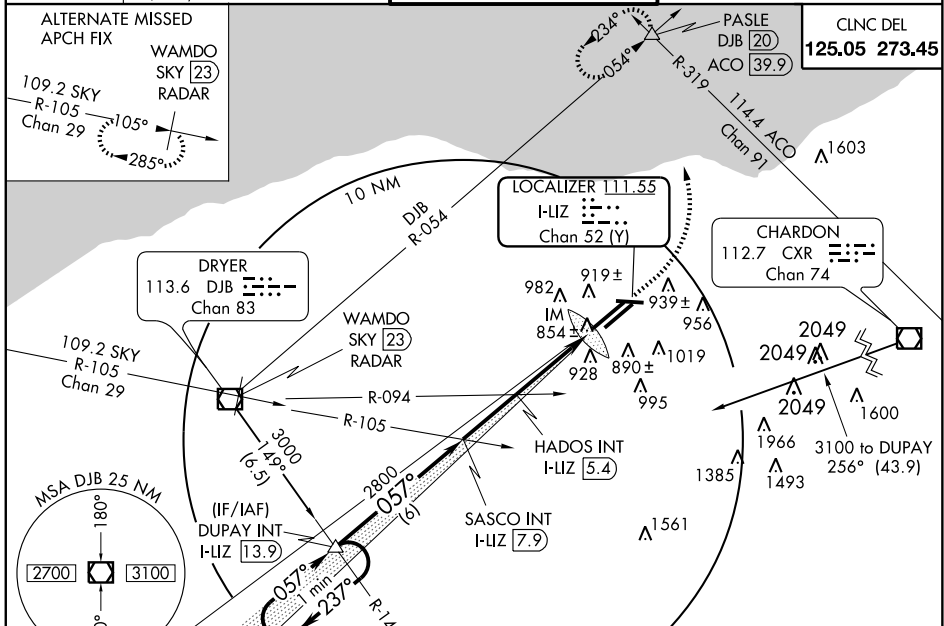 ALTERNATE MISSED
APCH FIX
WAMDO
SKY 23
RADAR
109.2 SKY
R-105
Chan 29
105°
285°
234°
054°
PASLE
DJB 20
ACO 39.9
CLNC DEL
125.05 273.45
R-319
114.4 ACO
Chan 91
1603
10 NM
DJB
R-054
LOCALIZER 111.55
I-LIZ
Chan 52 (Y)
CHARDON
112.7 CXR
Chan 74
DRYER
113.6 DJB
Chan 83
982
919±
939±
956
IM
854±
928
890±
1019
995
WAMDO
SKY 23
RADAR
109.2 SKY
R-105
Chan 29
R-094
R-105
2049
2049
2049
1600
1966
1385
1493
3100 to DUPAY
256° (43.9)
HADOS INT
I-LIZ 5.4
SASCO INT
I-LIZ 7.9
1561
3000
149°
(6.5)
2800
057°
(6)
(IF/IAF)
DUPAY INT
I-LIZ 13.9
057°
1 min
237°
R-14
MSA DJB 25 NM
180°
2700
3100
0°